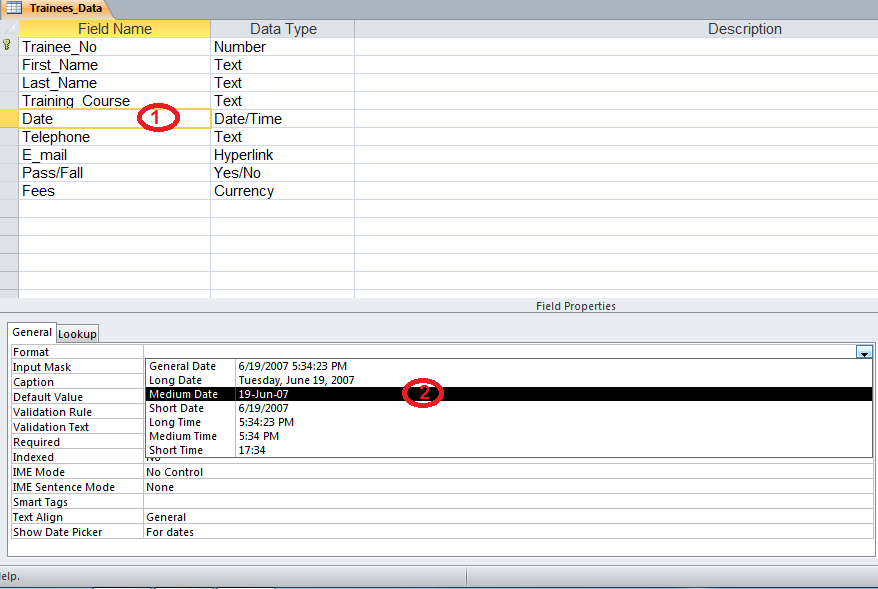 Trainees_Data
Field Name Data Type Description
Trainee_No Number
First_Name Text
Last_Name Text
Training_Course Text
Date 1 Date/Time
Telephone Text
E_mail Hyperlink
Pass/Fall Yes/No
Fees Currency
Field Properties
General Lookup
Format
Input Mask General Date 6/19/2007 5:34:23 PM
Caption Long Date Tuesday, June 19, 2007
Default Value Medium Date 19-Jun-07 2
Validation Rule Short Date 6/19/2007
Validation Text Long Time 5:34:23 PM
Required Medium Time 5:34 PM
Indexed Short Time 17:34
No
IME Mode No Control
IME Sentence Mode None
Smart Tags
Text Align General
Show Date Picker For dates
elp.